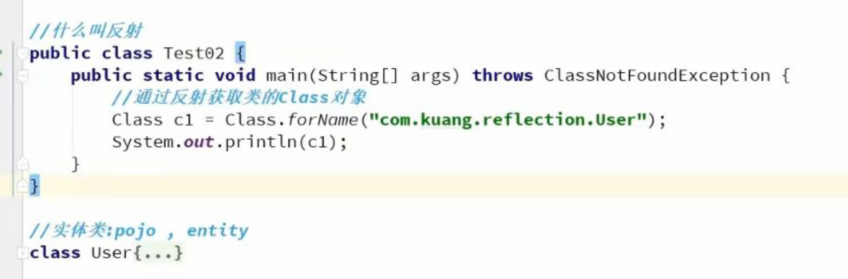 //什么叫反射
public class Test02 {
public static void main(String[] args) throws ClassNotFoundException {
//通过反射获取类的Class对象
Class c1 = Class.forName("com.kuang.reflection.User");
System.out.println(c1);
}
}
//实体类:pojo , entity
class User{...}